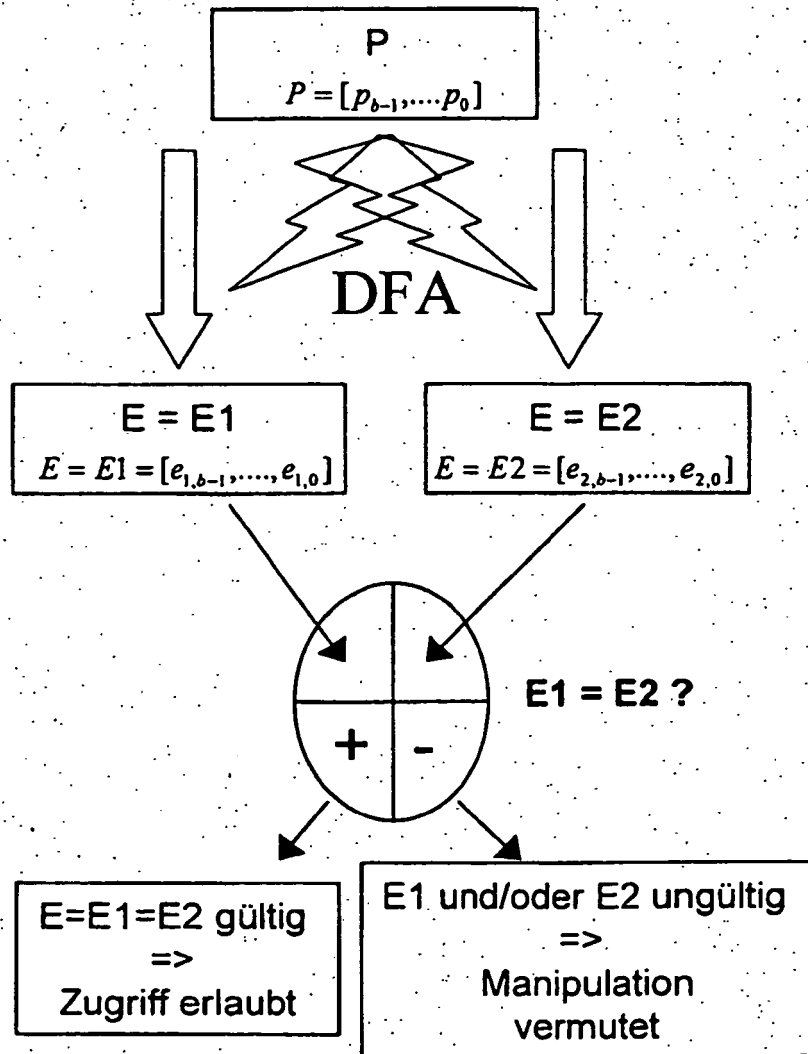 P
P = [p_{b-1},....p_0]
DFA
E = E1
E = E1 = [e_{1,b-1},....,e_{1,0}]
E = E2
E = E2 = [e_{2,b-1},....,e_{2,0}]
E1 = E2 ?
+ -
E=E1=E2 gültig
=>
Zugriff erlaubt
E1 und/oder E2 ungültig
=>
Manipulation
vermutet